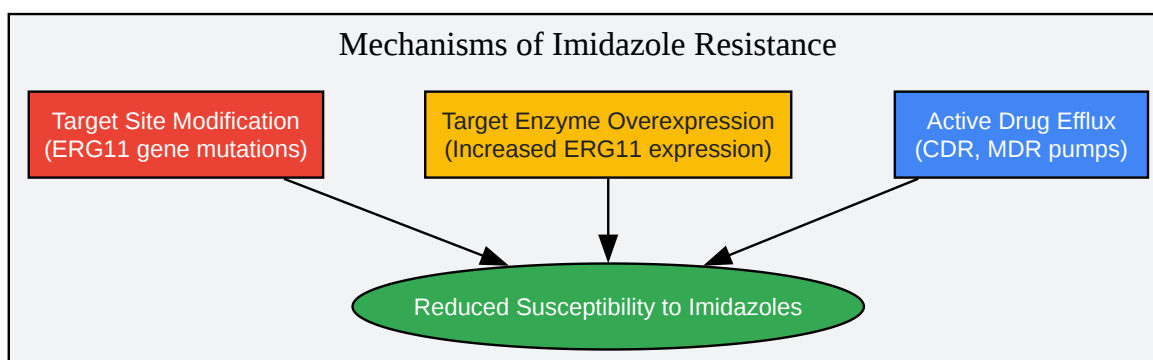 Mechanisms of Imidazole Resistance
Target Site Modification
(ERG11 gene mutations)
Target Enzyme Overexpression
(Increased ERG11 expression)
Active Drug Efflux
(CDR, MDR pumps)
Reduced Susceptibility to Imidazoles